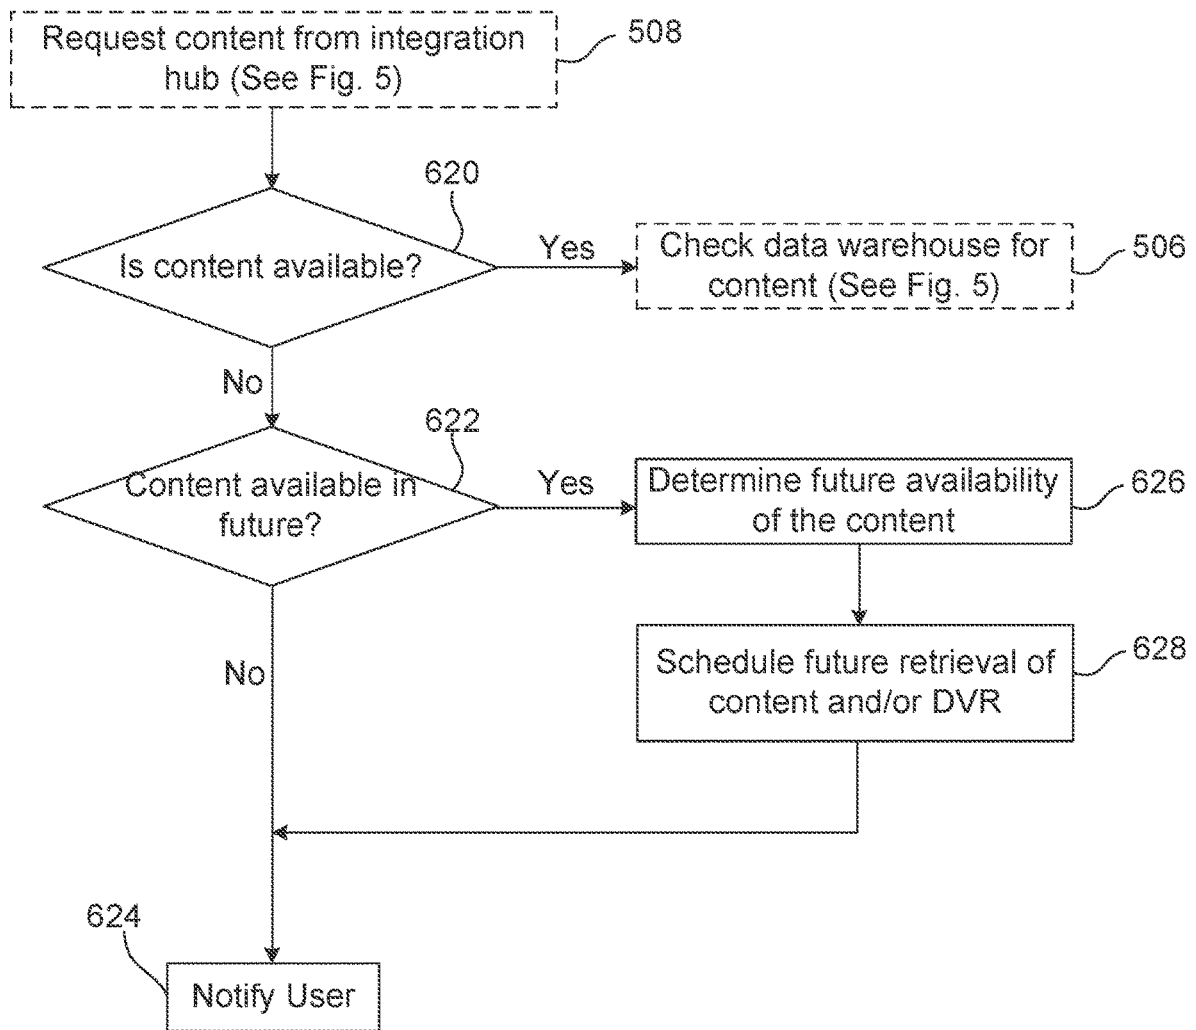 Request content from integration
hub (See Fig. 5)
508
620
Is content available?
Yes
Check data warehouse for
content (See Fig. 5)
506
No
622
Content available in
future?
Yes
Determine future availability
of the content
626
No
Schedule future retrieval of
content and/or DVR
628
624
Notify User